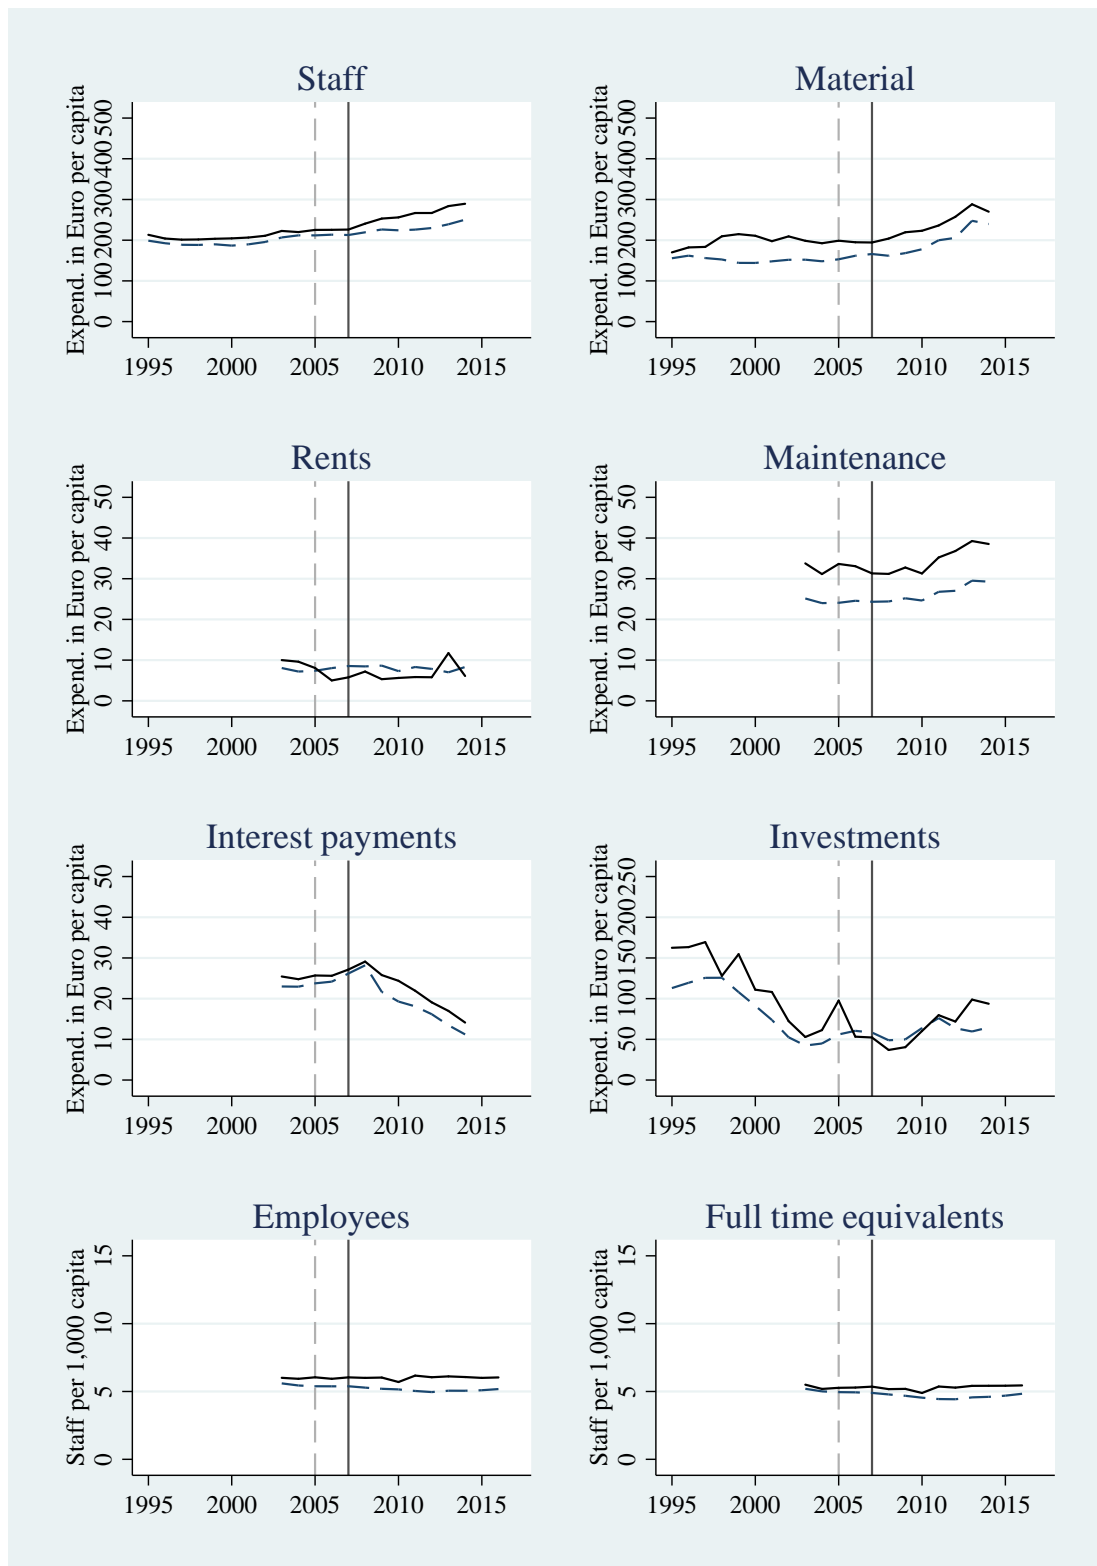 Staff
Expend. in Euro per capita
0 100 200 300 400 500
1995 2000 2005 2010 2015
Material
Expend. in Euro per capita
0 100 200 300 400 500
1995 2000 2005 2010 2015
Rents
Expend. in Euro per capita
0 10 20 30 40 50
1995 2000 2005 2010 2015
Maintenance
Expend. in Euro per capita
0 10 20 30 40 50
1995 2000 2005 2010 2015
Interest payments
Expend. in Euro per capita
0 10 20 30 40 50
1995 2000 2005 2010 2015
Investments
Expend. in Euro per capita
0 50 100 150 200 250
1995 2000 2005 2010 2015
Employees
Staff per 1,000 capita
0 5 10 15
1995 2000 2005 2010 2015
Full time equivalents
Staff per 1,000 capita
0 5 10 15
1995 2000 2005 2010 2015